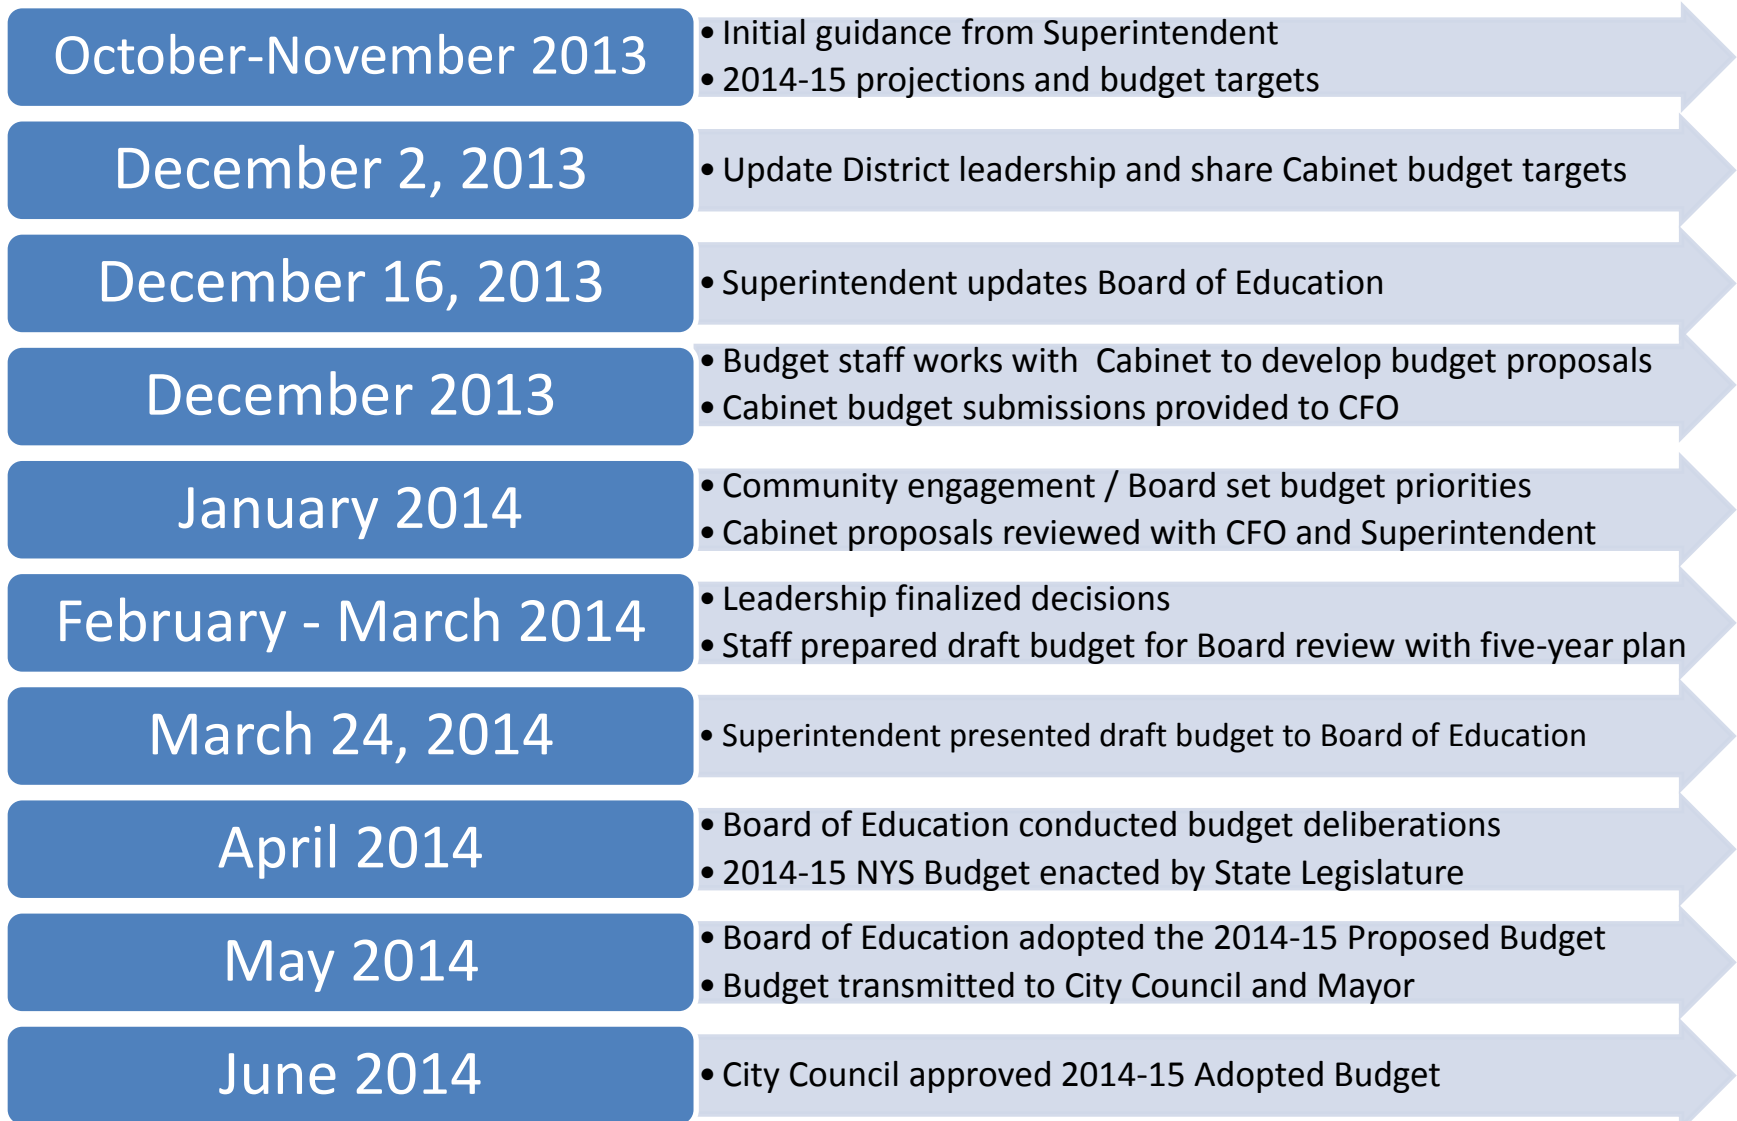 October-November 2013
• Initial guidance from Superintendent
• 2014-15 projections and budget targets
December 2, 2013
• Update District leadership and share Cabinet budget targets
December 16, 2013
• Superintendent updates Board of Education
December 2013
• Budget staff works with  Cabinet to develop budget proposals
• Cabinet budget submissions provided to CFO
January 2014
• Community engagement / Board set budget priorities
• Cabinet proposals reviewed with CFO and Superintendent
February - March 2014
• Leadership finalized decisions
• Staff prepared draft budget for Board review with five-year plan
March 24, 2014
• Superintendent presented draft budget to Board of Education
April 2014
• Board of Education conducted budget deliberations
• 2014-15 NYS Budget enacted by State Legislature
May 2014
• Board of Education adopted the 2014-15 Proposed Budget
• Budget transmitted to City Council and Mayor
June 2014
• City Council approved 2014-15 Adopted Budget